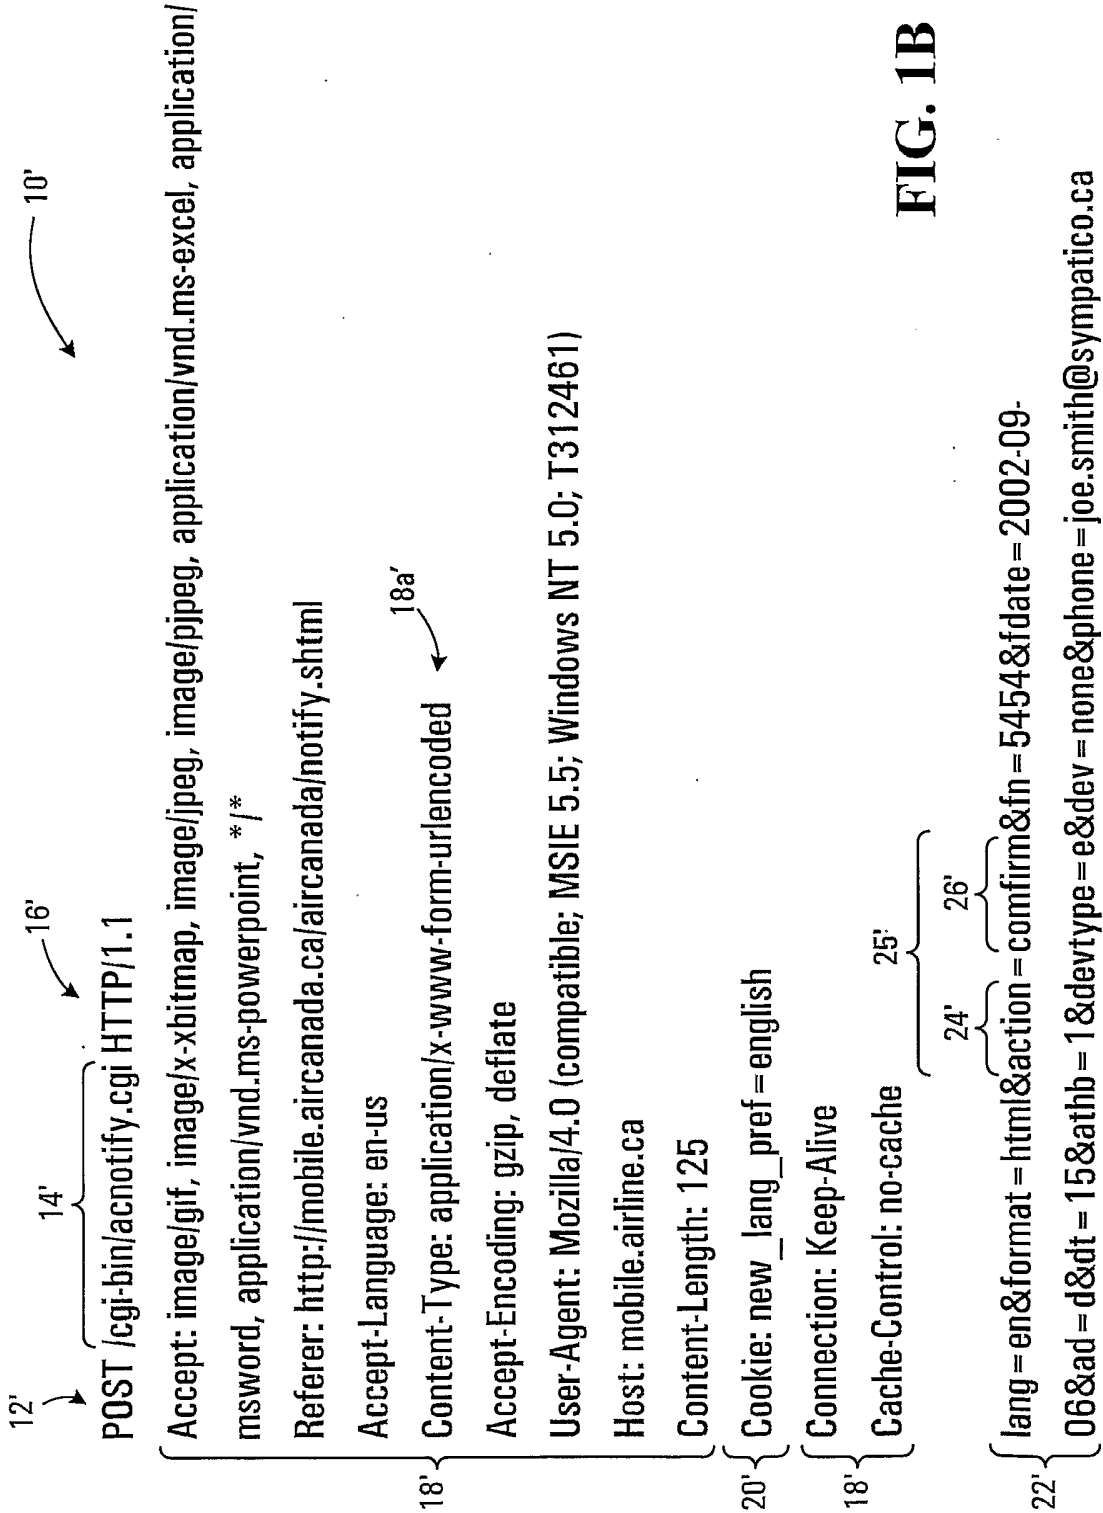 10'
12'
14'
16'
POST /cgi-bin/acnotify.cgi HTTP/1.1
Accept: image/gif, image/x-xbitmap, image/jpeg, image/pjpeg, application/vnd.ms-excel, application/
msword, application/vnd.ms-powerpoint, */*
Referer: http://mobile.aircanada.ca/aircanada/notify.shtml
Accept-Language: en-us
18a'
Content-Type: application/x-www-form-urlencoded
Accept-Encoding: gzip, deflate
18'
User-Agent: Mozilla/4.0 (compatible; MSIE 5.5; Windows NT 5.0; T312461)
Host: mobile.airline.ca
Content-Length: 125
20'
Cookie: new_lang_pref=english
18'
Connection: Keep-Alive
Cache-Control: no-cache
25'
24'
26'
22'
lang=en&format=html&action=comfirm&fn=5454&fdate=2002-09-
06&ad=d&dt=15&athb=1&devtype=e&dev=none&phone=joe.smith@sympatico.ca
FIG. 1B